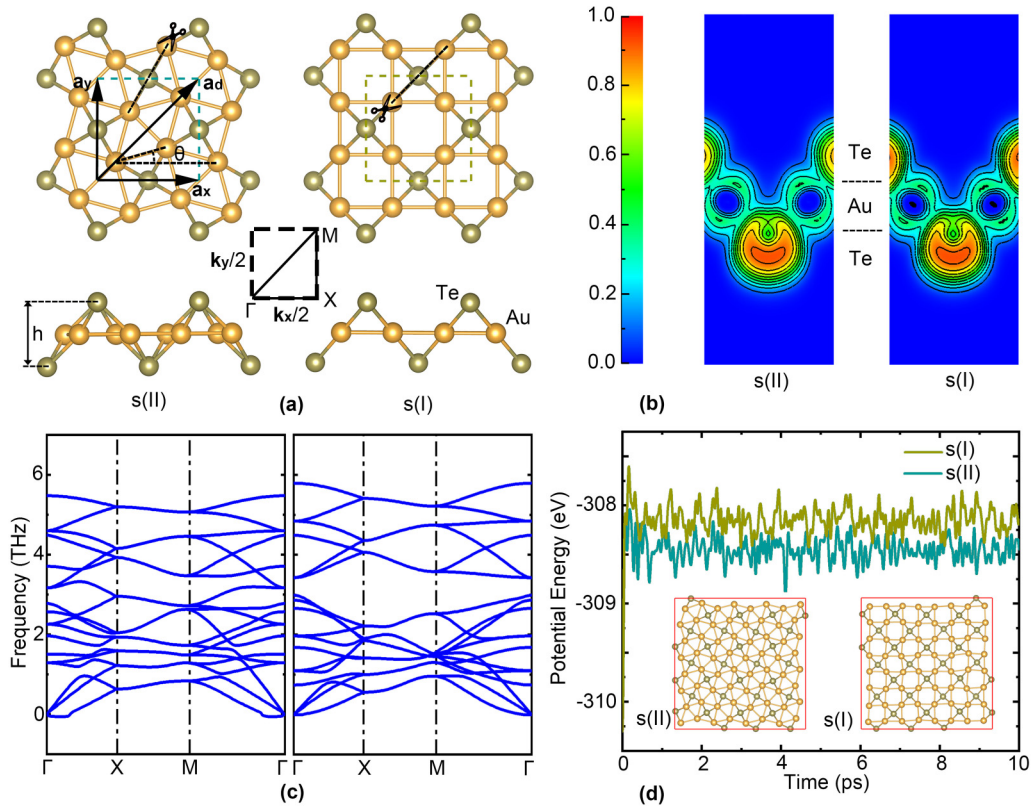 a_y
a_d
θ
a_x
M
k_y/2
Γ
X
k_x/2
h
Te
Au
s(II)
(a)
s(I)
1.0
0.8
0.6
0.4
0.2
0.0
Te
Au
Te
s(II)
s(I)
(b)
Frequency (THz)
6
4
2
0
Γ
X
M
Γ
Γ
X
M
Γ
(c)
Potential Energy (eV)
-308
-309
-310
s(I)
s(II)
s(II)
s(I)
0
2
4
6
8
10
Time (ps)
(d)